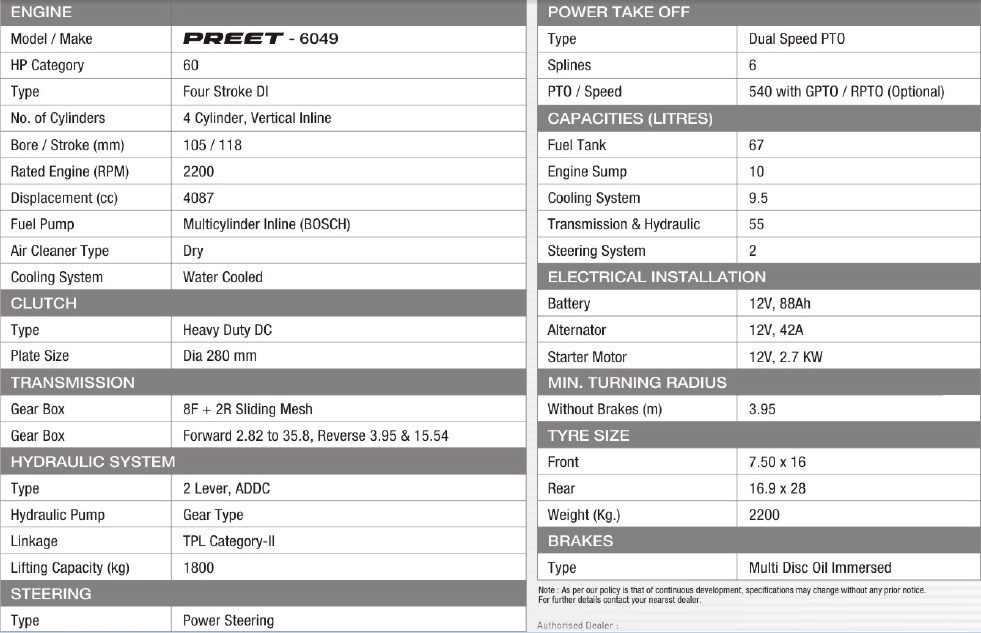 ENGINE
Model / Make PREET - 6049
HP Category 60
Type Four Stroke DI
No. of Cylinders 4 Cylinder, Vertical Inline
Bore / Stroke (mm) 105 / 118
Rated Engine (RPM) 2200
Displacement (cc) 4087
Fuel Pump Multicylinder Inline (BOSCH)
Air Cleaner Type Dry
Cooling System Water Cooled
CLUTCH
Type Heavy Duty DC
Plate Size Dia 280 mm
TRANSMISSION
Gear Box 8F + 2R Sliding Mesh
Gear Box Forward 2.82 to 35.8, Reverse 3.95 & 15.54
HYDRAULIC SYSTEM
Type 2 Lever, ADDC
Hydraulic Pump Gear Type
Linkage TPL Category-II
Lifting Capacity (kg) 1800
STEERING
Type Power Steering
POWER TAKE OFF
Type Dual Speed PTO
Splines 6
PTO / Speed 540 with GPTO / RPTO (Optional)
CAPACITIES (LITRES)
Fuel Tank 67
Engine Sump 10
Cooling System 9.5
Transmission & Hydraulic 55
Steering System 2
ELECTRICAL INSTALLATION
Battery 12V, 88Ah
Alternator 12V, 42A
Starter Motor 12V, 2.7 KW
MIN. TURNING RADIUS
Without Brakes (m) 3.95
TYRE SIZE
Front 7.50 x 16
Rear 16.9 x 28
Weight (Kg.) 2200
BRAKES
Type Multi Disc Oil Immersed
Note : As per our policy is that of continuous development, specifications may change without any prior notice.
For further details contact your nearest dealer.
Authorised Dealer :